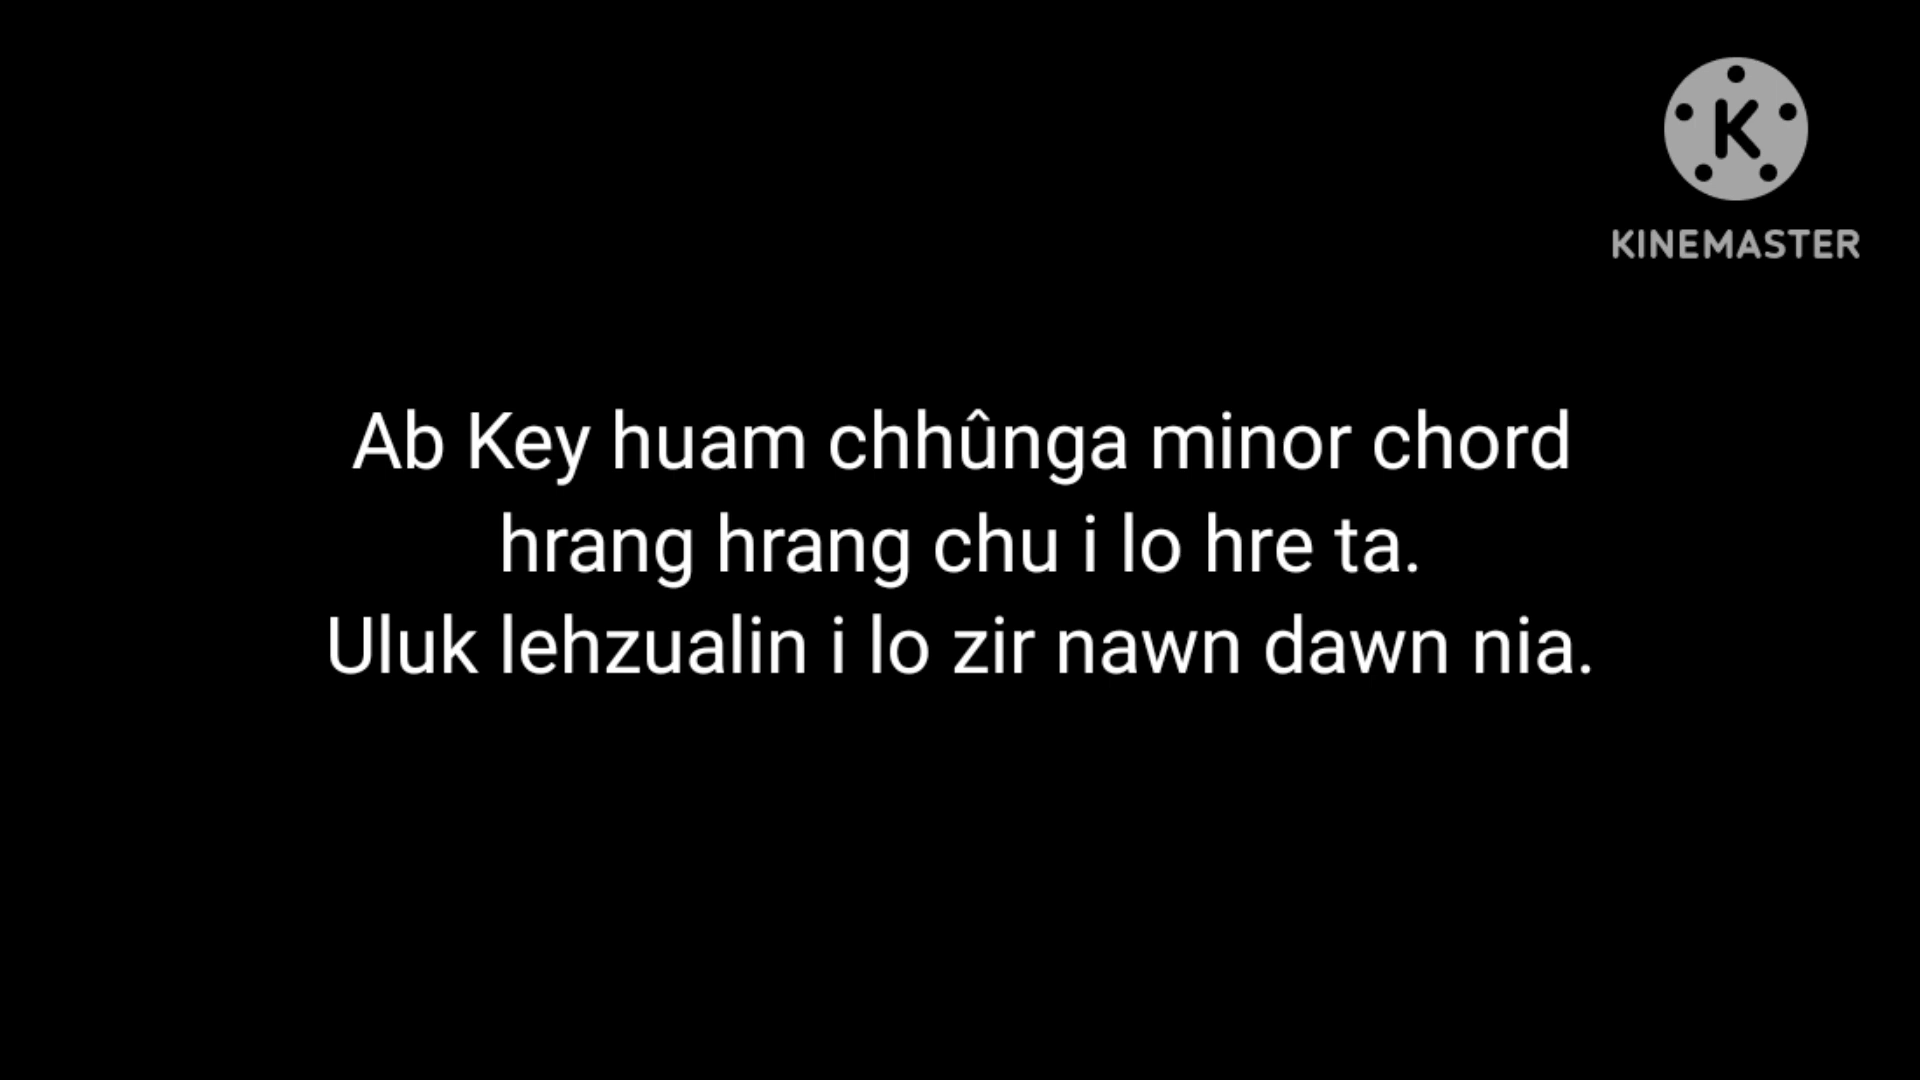 KINEMASTER
Ab Key huam chhûnga minor chord
hrang hrang chu i lo hre ta.
Uluk lehzualin i lo zir nawn dawn nia.